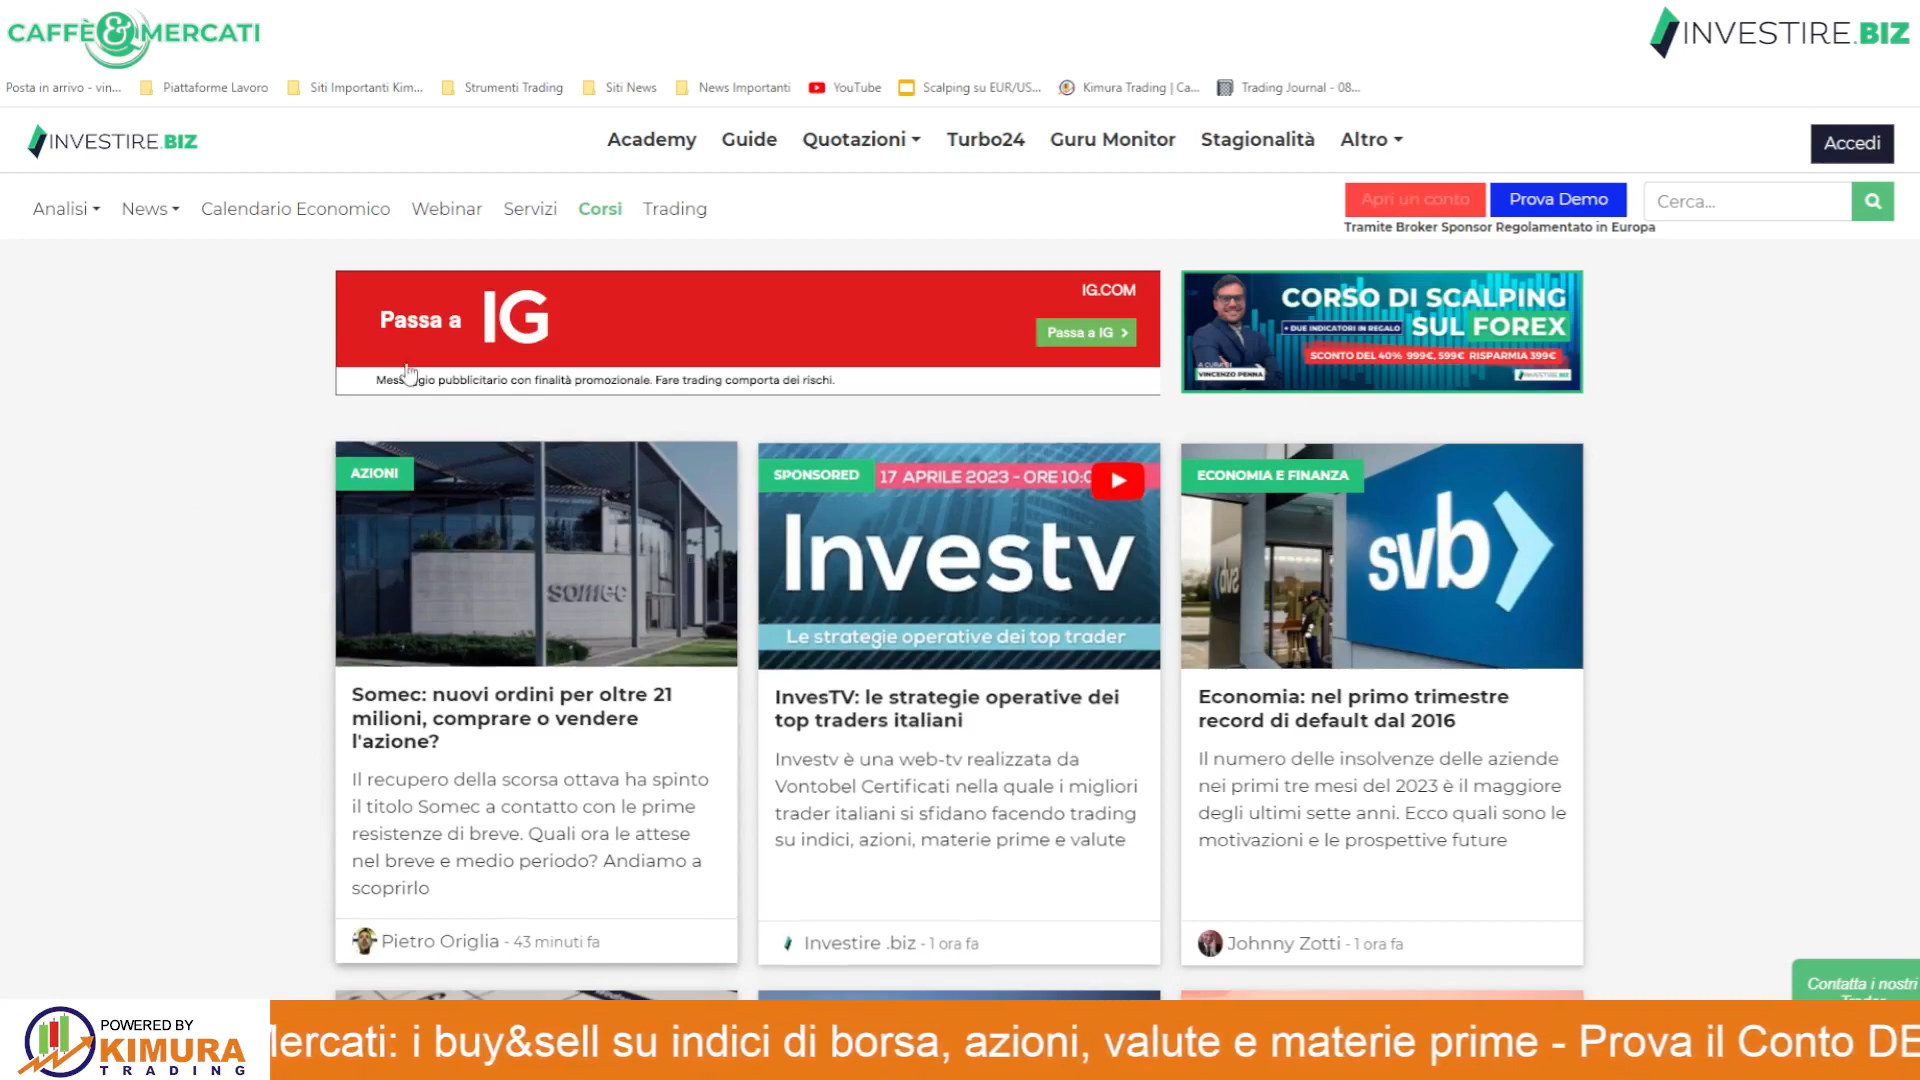 CAFFÈ&MERCATI
INVESTIRE.BIZ
Posta in arrivo - vin... Piattaforme Lavoro Siti Importanti Kim... Strumenti Trading Siti News News Importanti YouTube Scalping su EUR/US... Kimura Trading | Ca... Trading Journal - 08...
INVESTIRE.BIZ
Academy Guide Quotazioni Turbo24 Guru Monitor Stagionalità Altro
Accedi
Analisi News Calendario Economico Webinar Servizi Corsi Trading
Apri un conto Prova Demo
Cerca...
Tramite Broker Sponsor Regolamentato in Europa
Passa a IG
IG.COM
Passa a IG
Messaggio pubblicitario con finalità promozionale. Fare trading comporta dei rischi.
CORSO DI SCALPING
+ DUE INDICATORI IN REGALO SUL FOREX
SCONTO DEL 40% 999€, 599€ RISPARMIA 399€
A CURA DI
VINCENZO PENNA
INVESTIRE.BIZ
AZIONI
somec
Somec: nuovi ordini per oltre 21
milioni, comprare o vendere
l'azione?
Il recupero della scorsa ottava ha spinto
il titolo Somec a contatto con le prime
resistenze di breve. Quali ora le attese
nel breve e medio periodo? Andiamo a
scoprirlo
Pietro Origlia - 43 minuti fa
SPONSORED
17 APRILE 2023 - ORE 10:0
Investv
Le strategie operative dei top trader
InvesTV: le strategie operative dei
top traders italiani
Investv è una web-tv realizzata da
Vontobel Certificati nella quale i migliori
trader italiani si sfidano facendo trading
su indici, azioni, materie prime e valute
Investire .biz - 1 ora fa
ECONOMIA E FINANZA
svb
Economia: nel primo trimestre
record di default dal 2016
Il numero delle insolvenze delle aziende
nei primi tre mesi del 2023 è il maggiore
degli ultimi sette anni. Ecco quali sono le
motivazioni e le prospettive future
Johnny Zotti - 1 ora fa
Contatta i nostri
POWERED BY
KIMURA
TRADING
Mercati: i buy&sell su indici di borsa, azioni, valute e materie prime - Prova il Conto DE